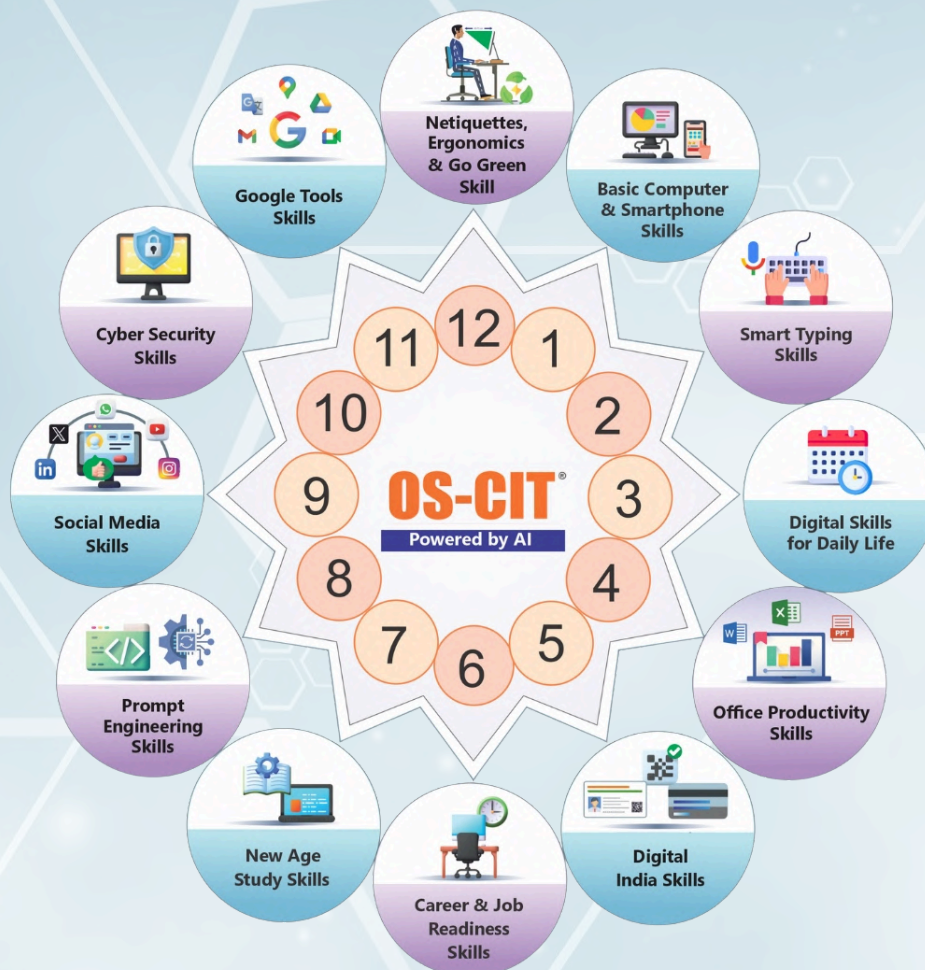 Netiquettes,
Ergonomics
& Go Green
Skill
Basic Computer
& Smartphone
Skills
Smart Typing
Skills
Digital Skills
for Daily Life
W
X
PPT
Office Productivity
Skills
Digital
India Skills
Career & Job
Readiness
Skills
New Age
Study Skills
</>
Prompt
Engineering
Skills
X
in
Social Media
Skills
Cyber Security
Skills
G
M
G
Google Tools
Skills
12
1
2
3
4
5
6
7
8
9
10
11
OS-CIT®
Powered by AI